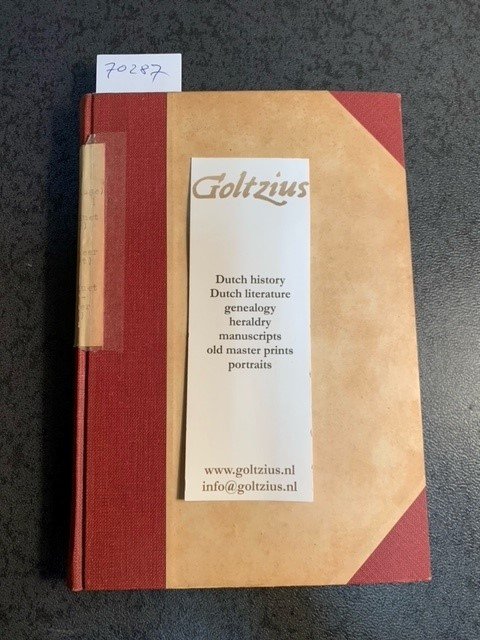 70287
Goltzius
Dutch history
Dutch literature
genealogy
heraldry
manuscripts
old master prints
portraits
www.goltzius.nl
info@goltzius.nl